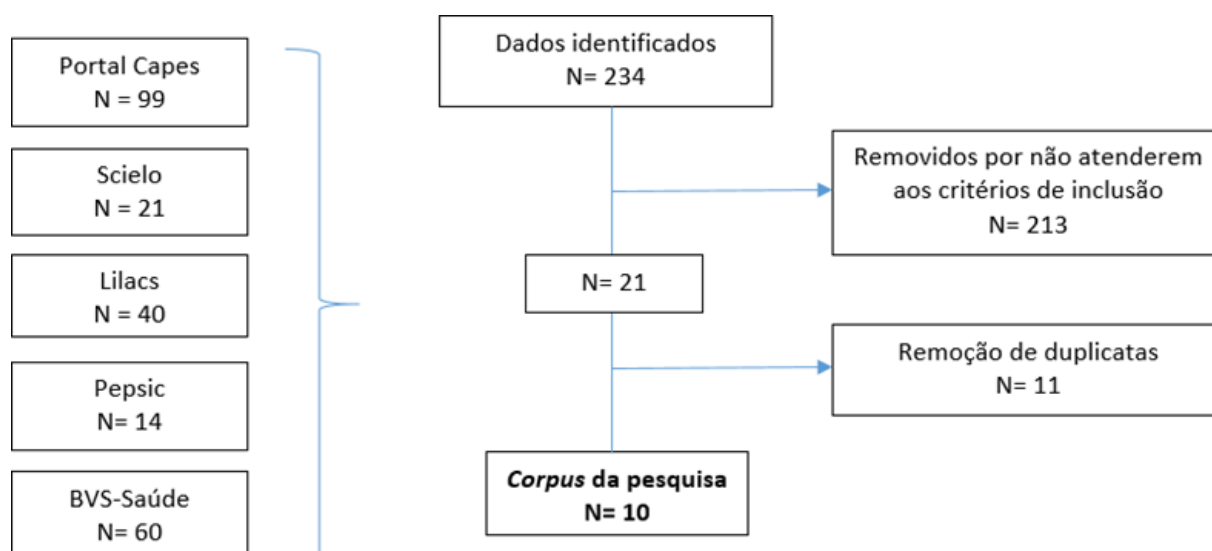 Portal Capes
N = 99
Scielo
N = 21
Lilacs
N = 40
Pepsic
N= 14
BVS-Saúde
N= 60
Dados identificados
N= 234
Removidos por não atenderem
aos critérios de inclusão
N= 213
N= 21
Remoção de duplicatas
N= 11
Corpus da pesquisa
N= 10